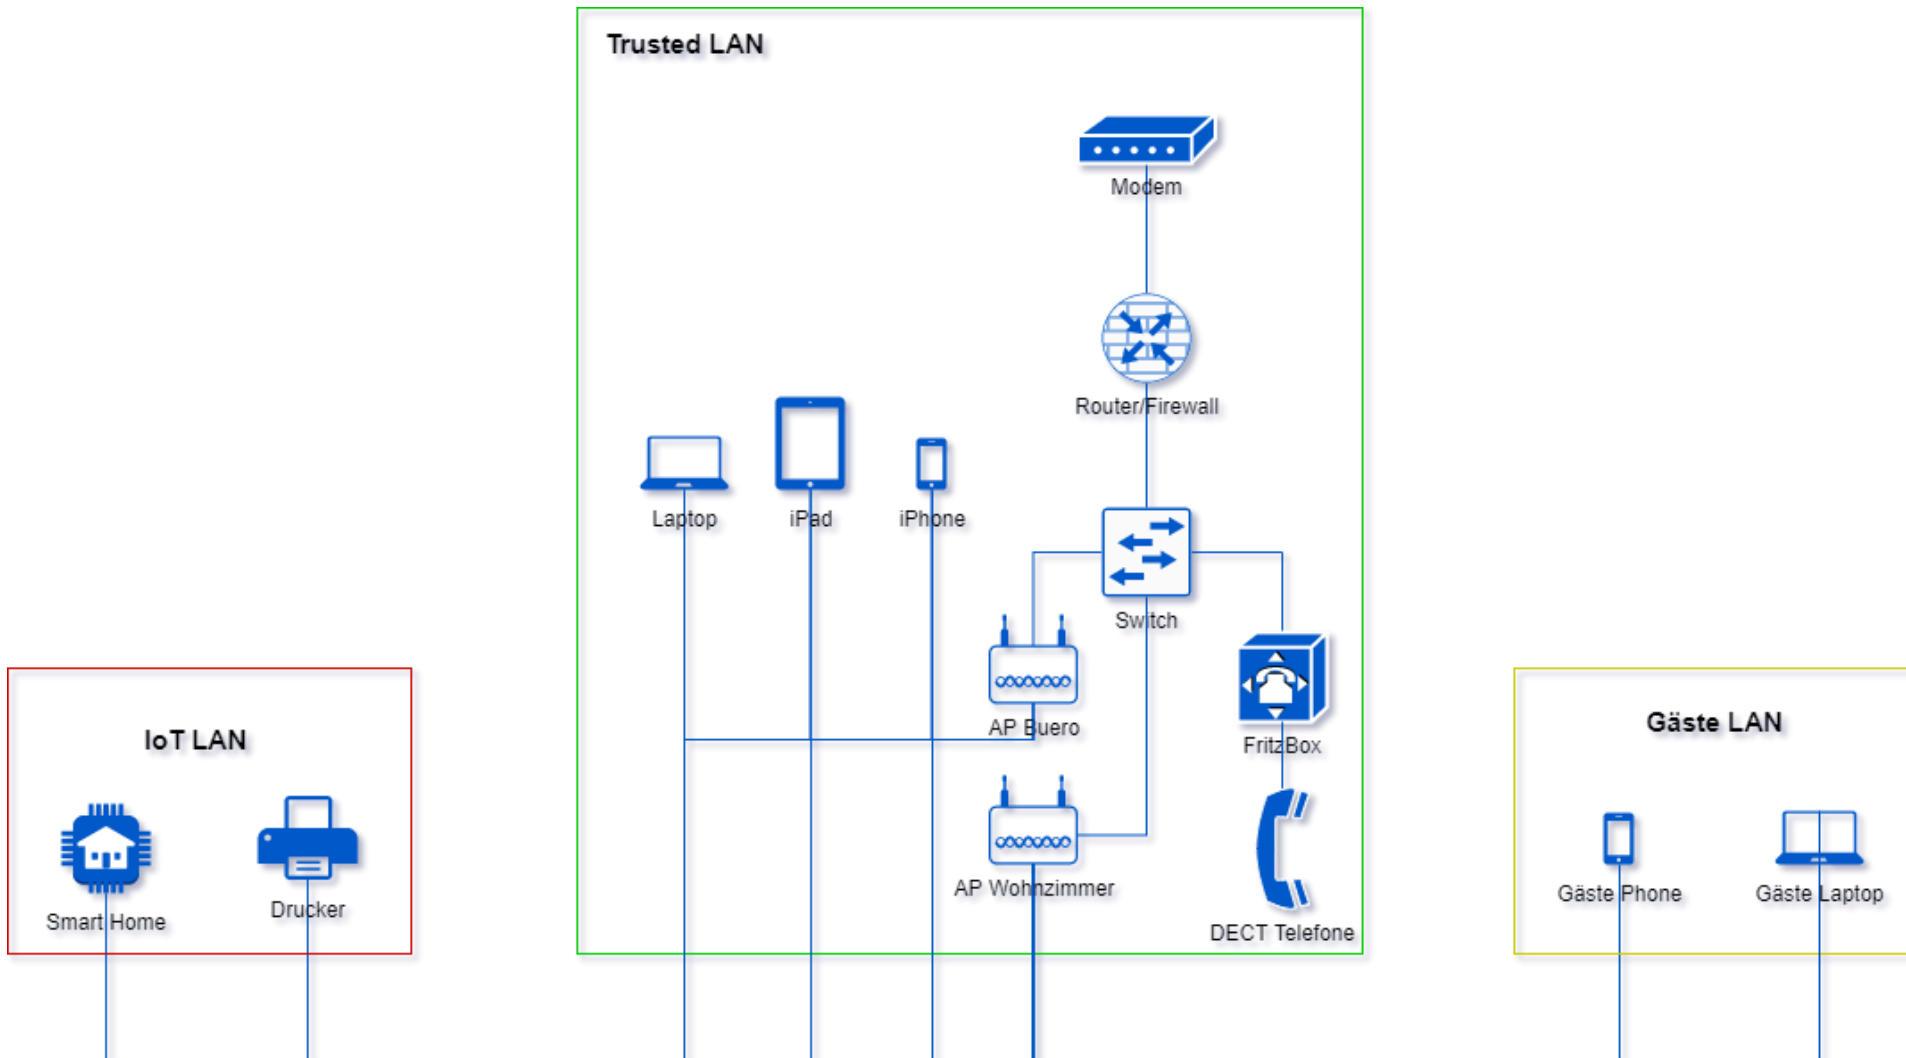 Trusted LAN
Modem
Router/Firewall
Laptop
iPad
iPhone
Switch
AP Buero
FritzBox
AP Wohnzimmer
DECT Telefone
IoT LAN
Smart Home
Drucker
Gäste LAN
Gäste Phone
Gäste Laptop